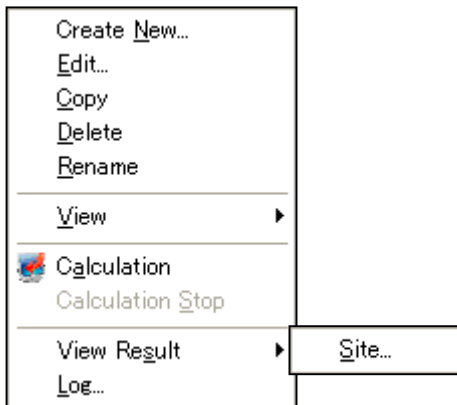 Create New...
Edit...
Copy
Delete
Rename
View
Calculation
Calculation Stop
View Result
Site...
Log...